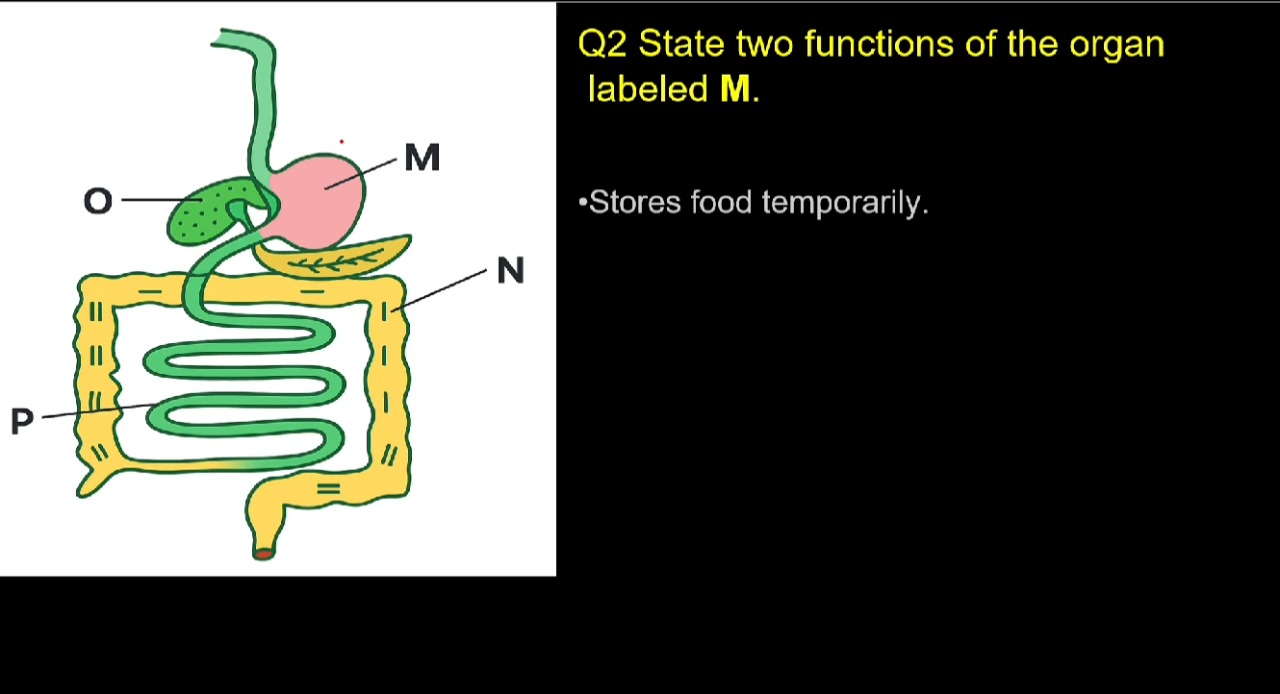 Q2 State two functions of the organ
labeled M.
M
•Stores food temporarily.
O
N
P